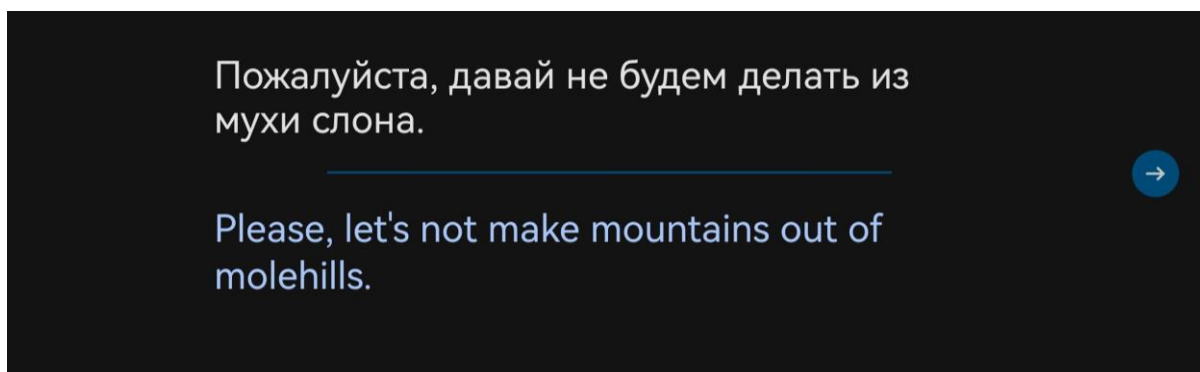 Пожалуйста, давай не будем делать из
мухи слона.
Please, let's not make mountains out of
molehills.